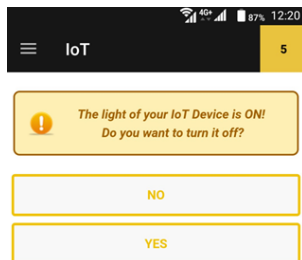 4G+ 87% 12:20
IoT 5
The light of your IoT Device is ON!
Do you want to turn it off?
NO
YES